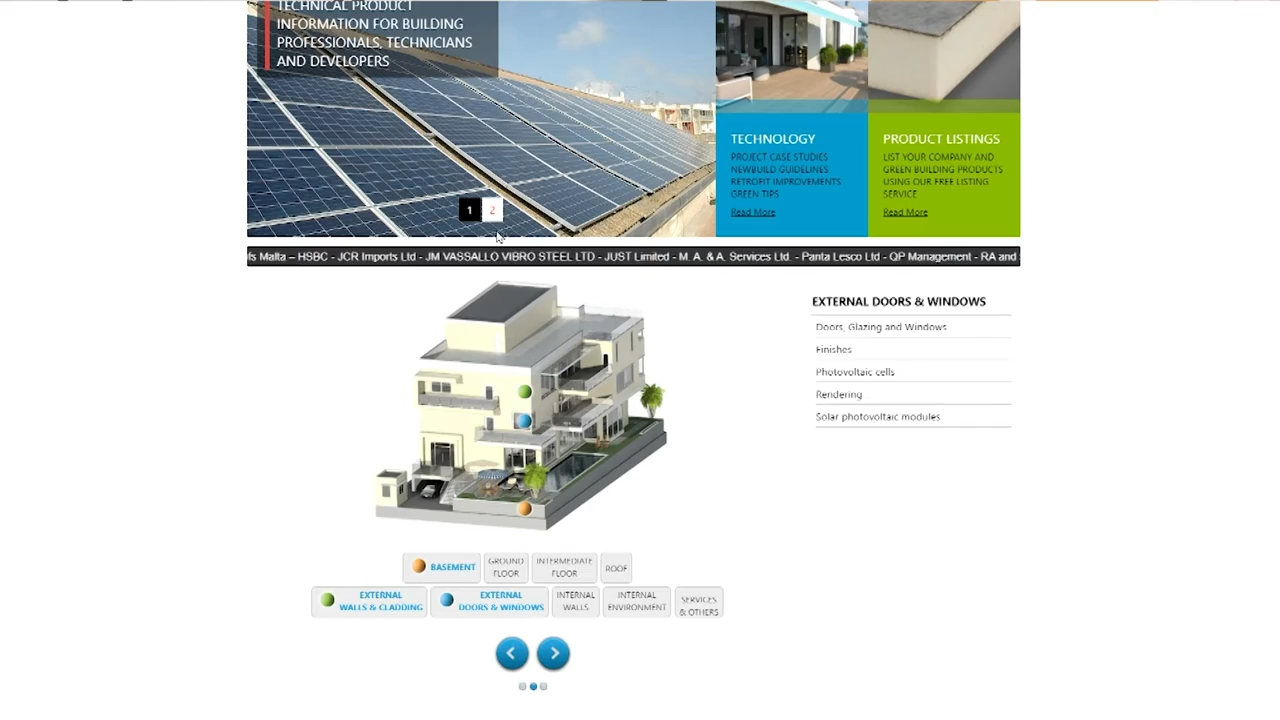 TECHNICAL PRODUCT
INFORMATION FOR BUILDING
PROFESSIONALS, TECHNICIANS
AND DEVELOPERS
1 2
TECHNOLOGY
PROJECT CASE STUDIES
NEWBUILD GUIDELINES
RETROFIT IMPROVEMENTS
GREEN TIPS
Read More
PRODUCT LISTINGS
LIST YOUR COMPANY AND
GREEN BUILDING PRODUCTS
USING OUR FREE LISTING
SERVICE.
Read More
Malta – HSBC - JCR Imports Ltd - JM VASSALLO VIBRO STEEL LTD - JUST Limited - M. A. & A. Services Ltd. - Panta Lesco Ltd - QP Management - RA and
EXTERNAL DOORS & WINDOWS
Doors, Glazing and Windows
Finishes
Photovoltaic cells
Rendering
Solar photovoltaic modules
BASEMENT
GROUND
FLOOR
INTERMEDIATE
FLOOR
ROOF
EXTERNAL
WALLS & CLADDING
EXTERNAL
DOORS & WINDOWS
INTERNAL
WALLS
INTERNAL
ENVIRONMENT
SERVICES
& OTHERS